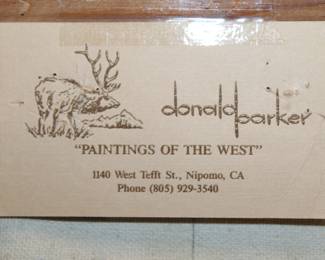 donald parker
"PAINTINGS OF THE WEST"
1140 West Tefft St., Nipomo, CA
Phone (805) 929-3540